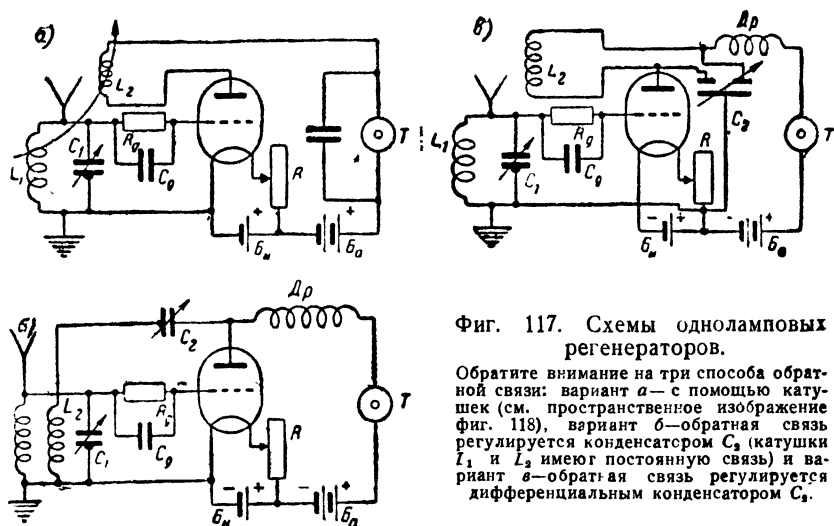 а)
L₂
L₁
C₁
Rg
Cg
R
T
Бн
+
Ба
+
в)
Др
L₂
C₂
L₁
C₁
Rg
Cg
R
T
-
+
-
+
Бн
Ба
б)
Др
C₂
L₂
C₁
Cg
-
R
T
-
+
-
+
Бн
Ба
Фиг. 117. Схемы одноламповых
регенераторов.
Обратите внимание на три способа обрат-
ной связи: вариант а— с помощью кату-
шек (см. пространственное изображение
фиг. 118), вариант б—обратная связь
регулируется конденсатором C₂ (катушки
L₁ и L₂ имеют постоянную связь) и ва-
риант в—обратная связь регулируется
дифференциальным конденсатором C₂.